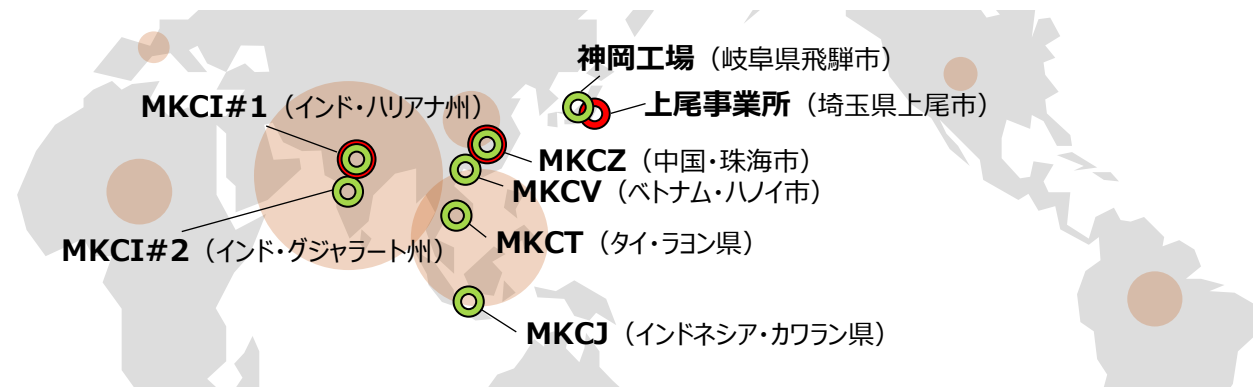 神岡工場（岐阜県飛騨市）
MKCI#1（インド・ハリアナ州）
上尾事業所（埼玉県上尾市）
MKCZ（中国・珠海市）
MKCV（ベトナム・ハノイ市）
MKCI#2（インド・グジャラート州）
MKCT（タイ・ラヨン県）
MKCJ（インドネシア・カワラン県）